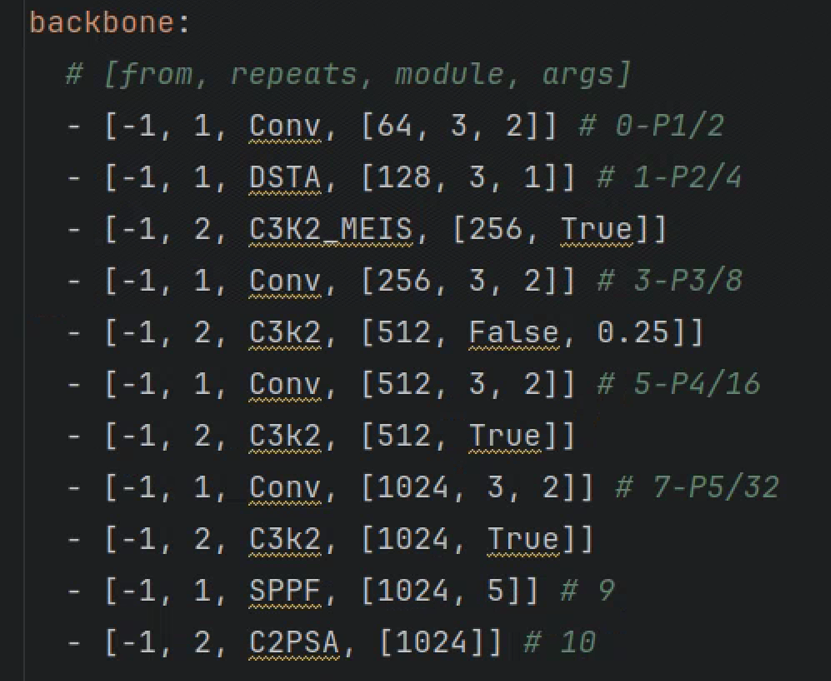 backbone:
  # [from, repeats, module, args]
  - [-1, 1, Conv, [64, 3, 2]] # 0-P1/2
  - [-1, 1, DSTA, [128, 3, 1]] # 1-P2/4
  - [-1, 2, C3K2_MEIS, [256, True]]
  - [-1, 1, Conv, [256, 3, 2]] # 3-P3/8
  - [-1, 2, C3k2, [512, False, 0.25]]
  - [-1, 1, Conv, [512, 3, 2]] # 5-P4/16
  - [-1, 2, C3k2, [512, True]]
  - [-1, 1, Conv, [1024, 3, 2]] # 7-P5/32
  - [-1, 2, C3k2, [1024, True]]
  - [-1, 1, SPPF, [1024, 5]] # 9
  - [-1, 2, C2PSA, [1024]] # 10